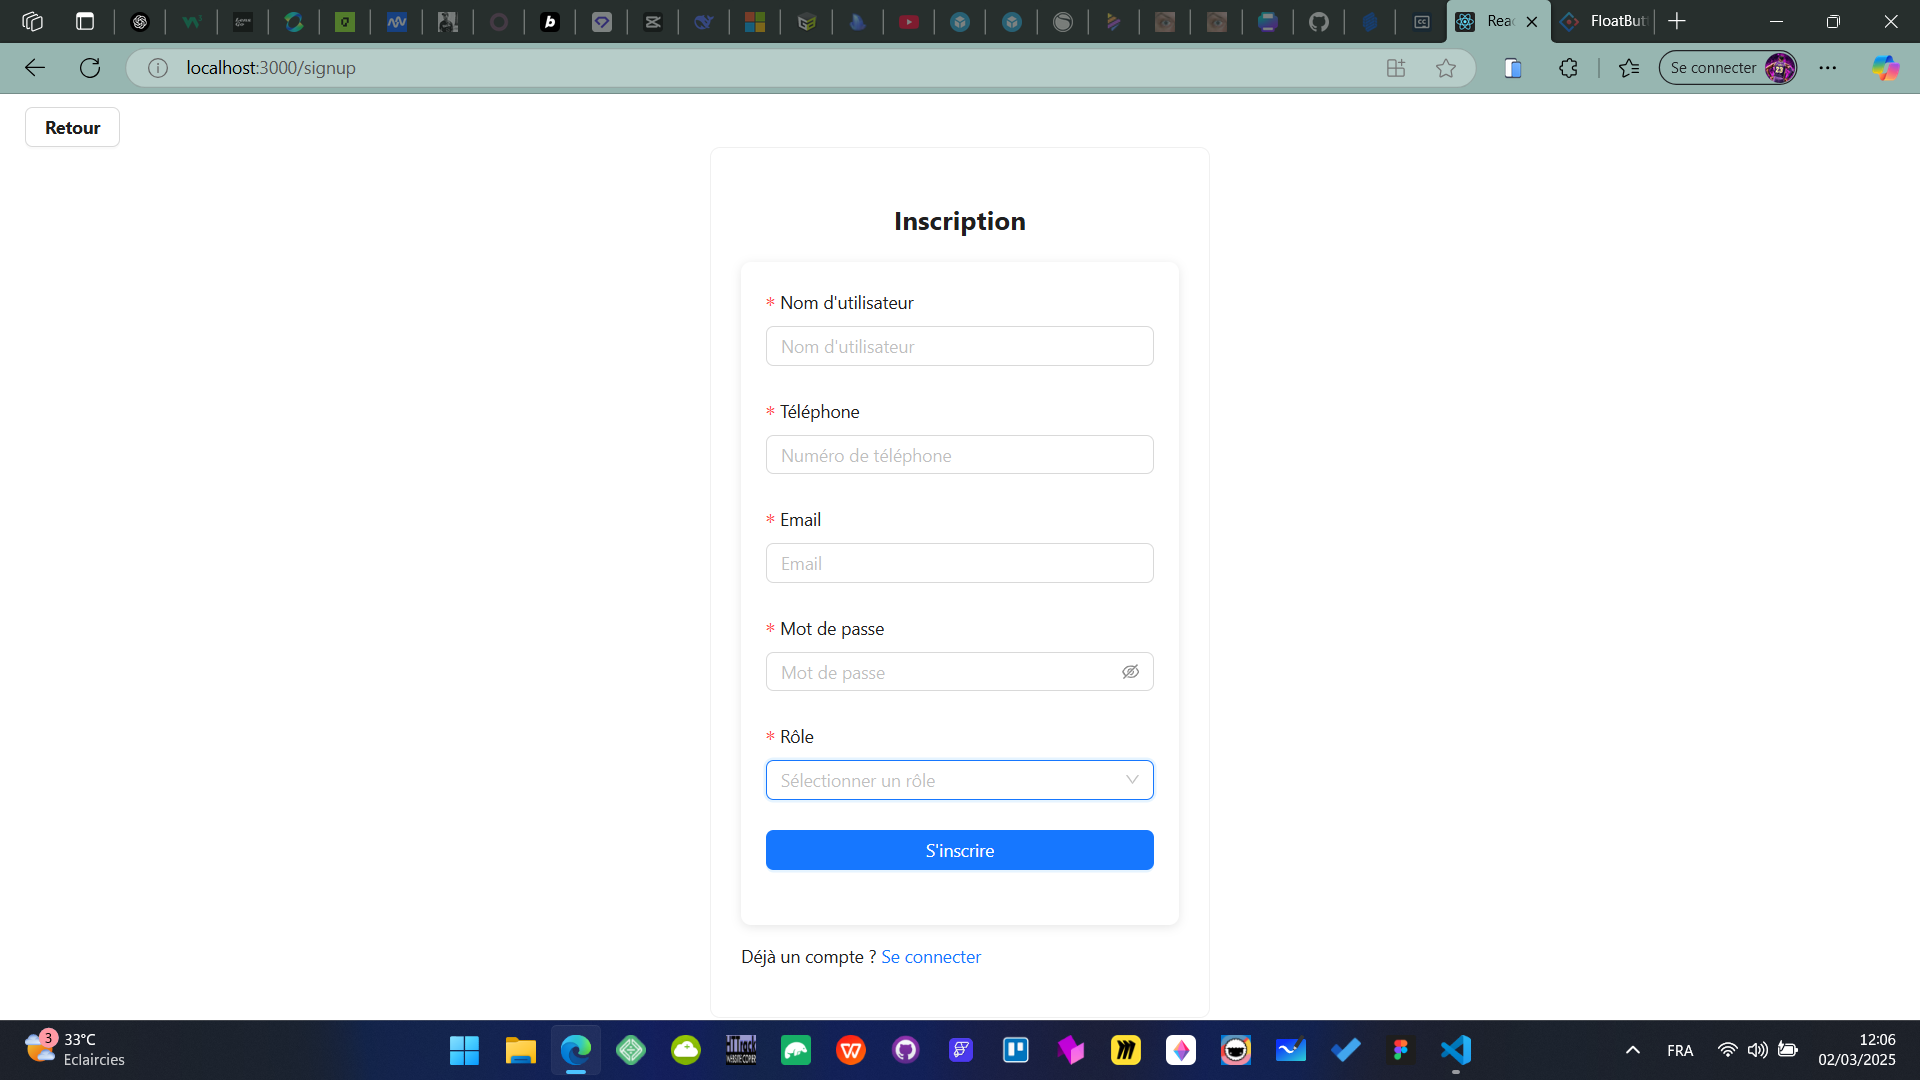 Reac
FloatButt
localhost:3000/signup
Se connecter
Retour
Inscription
* Nom d'utilisateur
Nom d'utilisateur
* Téléphone
Numéro de téléphone
* Email
Email
* Mot de passe
Mot de passe
* Rôle
Sélectionner un rôle
S'inscrire
Déjà un compte ? Se connecter
3
33°C
Eclaircies
FRA
12:06
02/03/2025